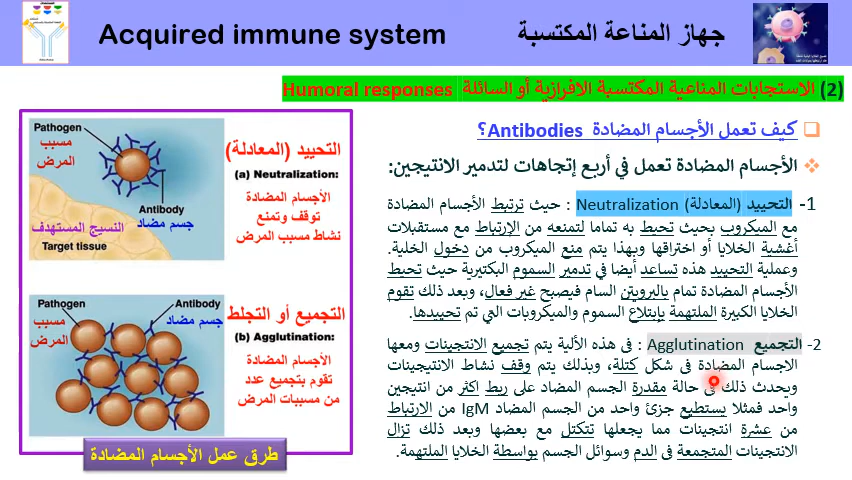 Acquired immune system جهاز المناعة المكتسبة
(2) الاستجابات المناعية المكتسبة الافرازية أو السائلة Humoral responses
كيف تعمل الأجسام المضادة Antibodies؟
الأجسام المضادة تعمل في أربع إتجاهات لتدمير الانتيجين:
1- التحييد (المعادلة) Neutralization : حيث ترتبط الأجسام المضادة
مع الميكروب بحيث تحيط به تماما لتمنعه من الإرتباط مع مستقبلات
أغشية الخلايا أو اختراقها وبهذا يتم منع الميكروب من دخول الخلية.
وعملية التحييد هذه تساعد أيضا في تدمير السموم البكتيرية حيث تحيط
الأجسام المضادة تمام بالبروتين السام فيصبح غير فعال، وبعد ذلك تقوم
الخلايا الكبيرة الملتهمة بإبتلاع السموم والميكروبات التي تم تحييدها.
2- التجميع Agglutination : فى هذه الألية يتم تجميع الانتجينات ومعها
الاجسام المضادة فى شكل كتلة، وبذلك يتم وقف نشاط الانتيجينات
ويحدث ذلك فى حالة مقدرة الجسم المضاد على ربط اكثر من انتيجين
واحد فمثلا يستطيع جزئ واحد من الجسم المضاد IgM من الارتباط
من عشرة انتجينات مما يجعلها تتكتل مع بعضها وبعد ذلك تزال
الانتجينات المتجمعة فى الدم وسوائل الجسم بواسطة الخلايا الملتهمة.
Pathogen
مسبب
المرض
Antibody
جسم مضاد
النسيج المستهدف
Target tissue
التحييد (المعادلة)
(a) Neutralization:
الأجسام المضادة
توقف وتمنع
نشاط مسبب المرض
Pathogen
مسبب
المرض
Antibody
جسم مضاد
التجميع أو التجلط
(b) Agglutination:
الأجسام المضادة
تقوم بتجميع عدد
من مسببات المرض
طرق عمل الأجسام المضادة